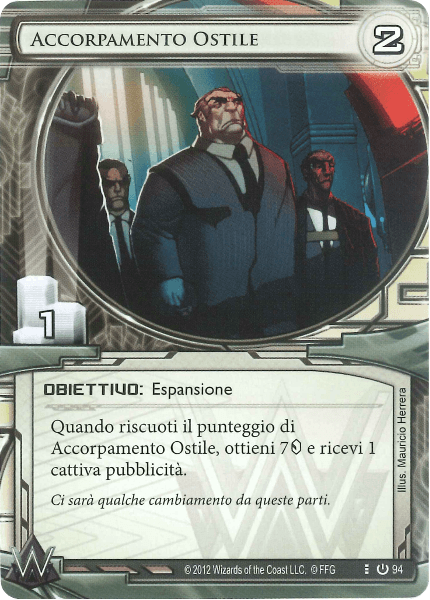 Accorpamento Ostile
2
1
OBIETTIVO: Espansione
Quando riscuoti il punteggio di
Accorpamento Ostile, ottieni 7 e ricevi 1
cattiva pubblicità.
Ci sarà qualche cambiamento da queste parti.
Illus. Mauricio Herrera
© 2012 Wizards of the Coast LLC. © FFG
94